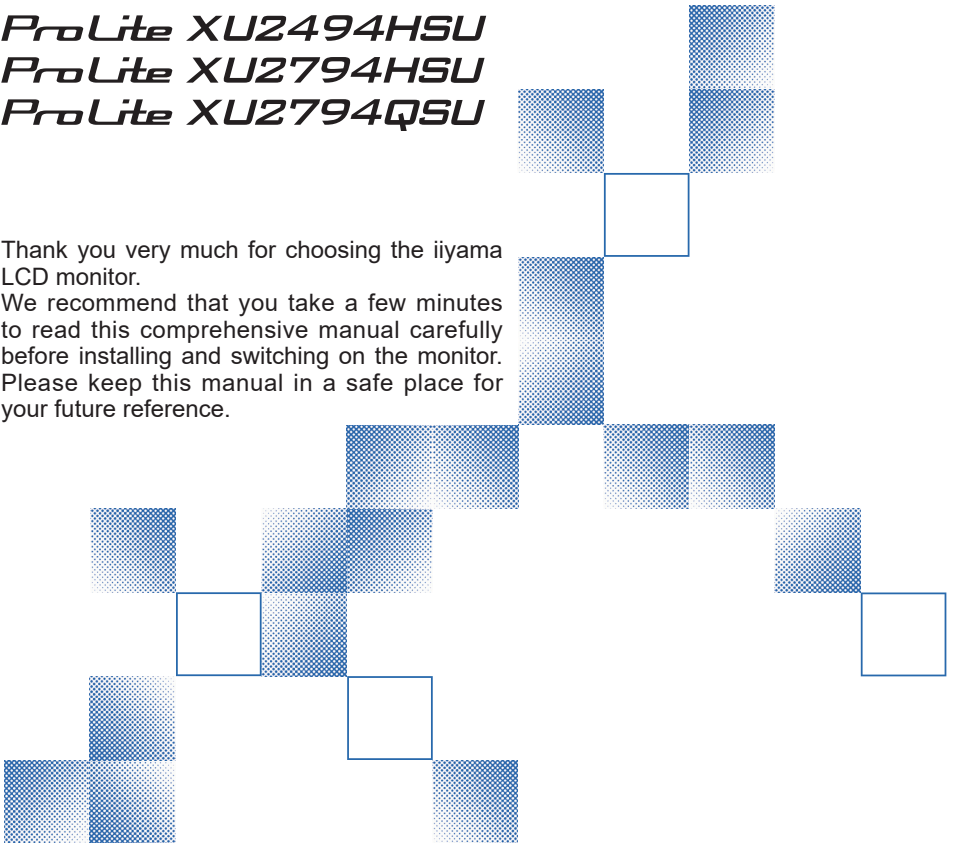 ProLite XU2494HSU
ProLite XU2794HSU
ProLite XU2794QSU
Thank you very much for choosing the iiyama
LCD monitor.
We recommend that you take a few minutes
to read this comprehensive manual carefully
before installing and switching on the monitor.
Please keep this manual in a safe place for
your future reference.